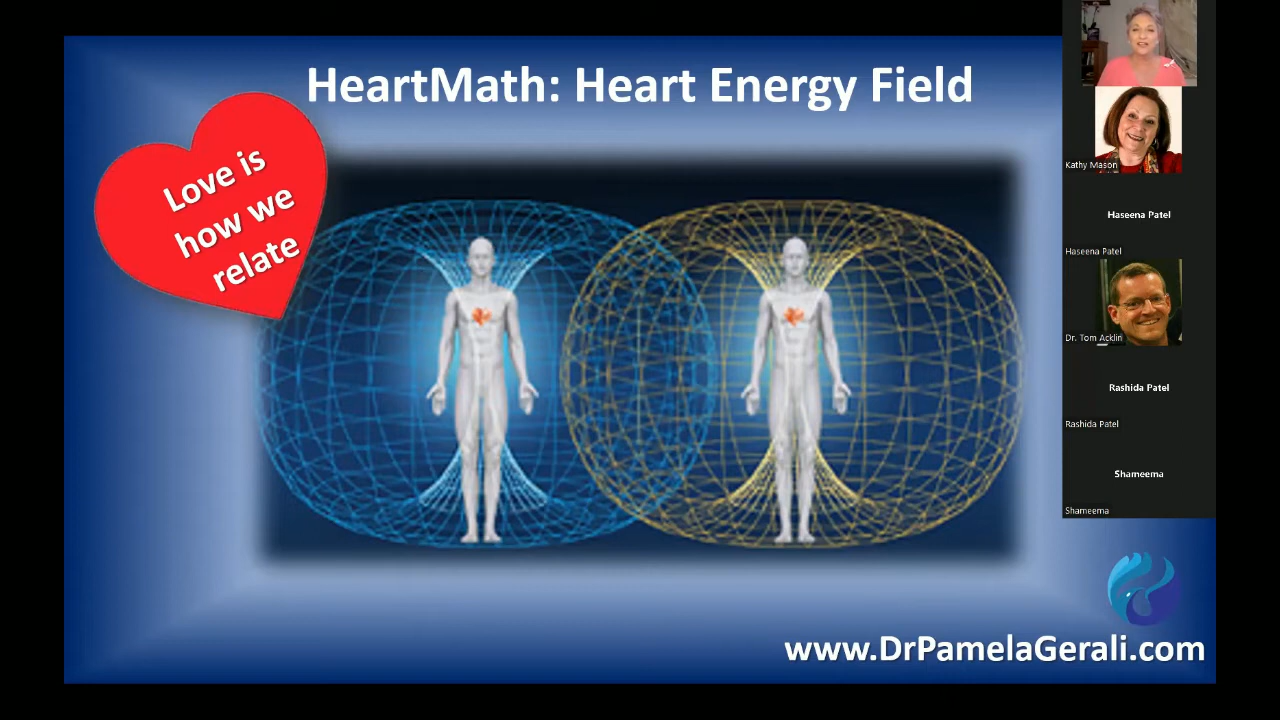 HeartMath: Heart Energy Field
Love is
how we
relate
Kathy Mason
Haseena Patel
Haseena Patel
Dr. Tom Acklin
Rashida Patel
Rashida Patel
Shameema
Shameema
www.DrPamelaGerali.com